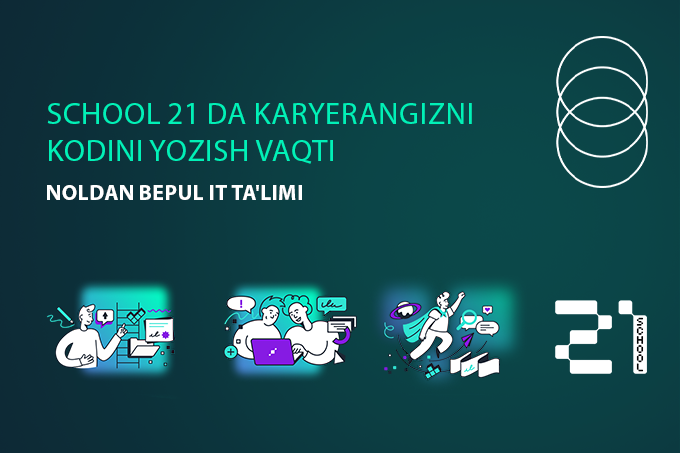 SCHOOL 21 DA KARYERANGIZNI
KODINI YOZISH VAQTI
NOLDAN BEPUL IT TA'LIMI
21
SCHOOL